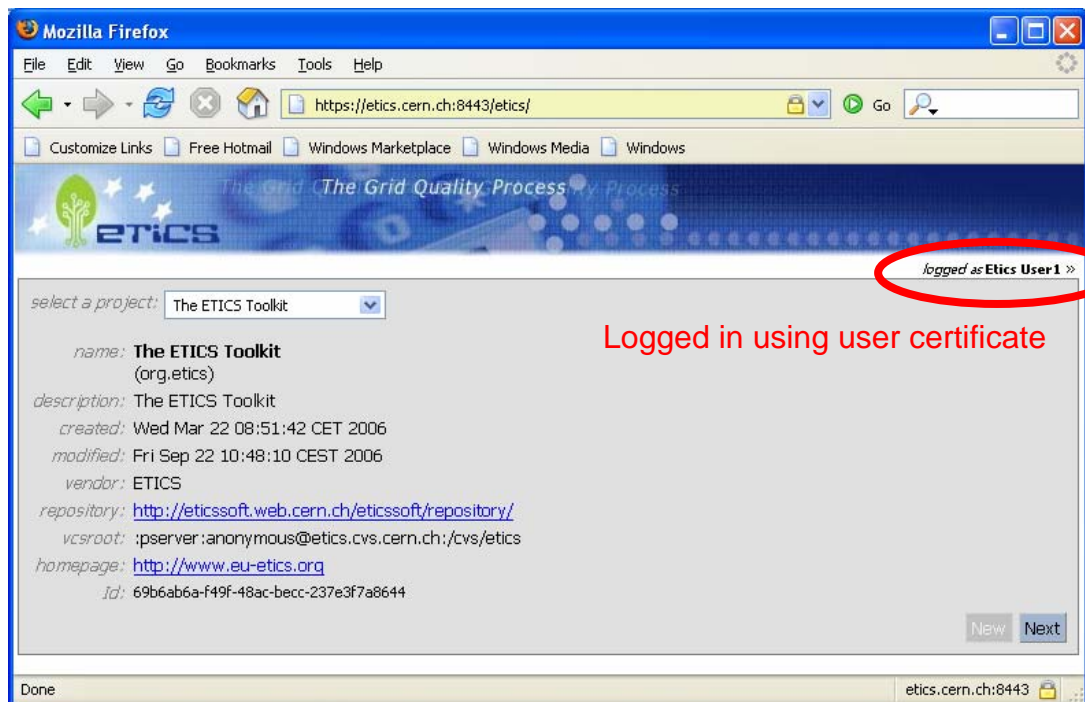 Mozilla Firefox
File Edit View Go Bookmarks Tools Help
https://etics.cern.ch:8443/etics/ Go
Customize Links Free Hotmail Windows Marketplace Windows Media Windows
The Grid Quality Process
etics
logged as Etics User1 »
select a project: The ETICS Toolkit
Logged in using user certificate
name: The ETICS Toolkit
(org.etics)
description: The ETICS Toolkit
created: Wed Mar 22 08:51:42 CET 2006
modified: Fri Sep 22 10:48:10 CEST 2006
vendor: ETICS
repository: http://eticssoft.web.cern.ch/eticssoft/repository/
vcsroot: :pserver:anonymous@etics.cvs.cern.ch:/cvs/etics
homepage: http://www.eu-etics.org
Id: 69b6ab6a-f49f-48ac-becc-237e3f7a8644
New Next
Done etics.cern.ch:8443